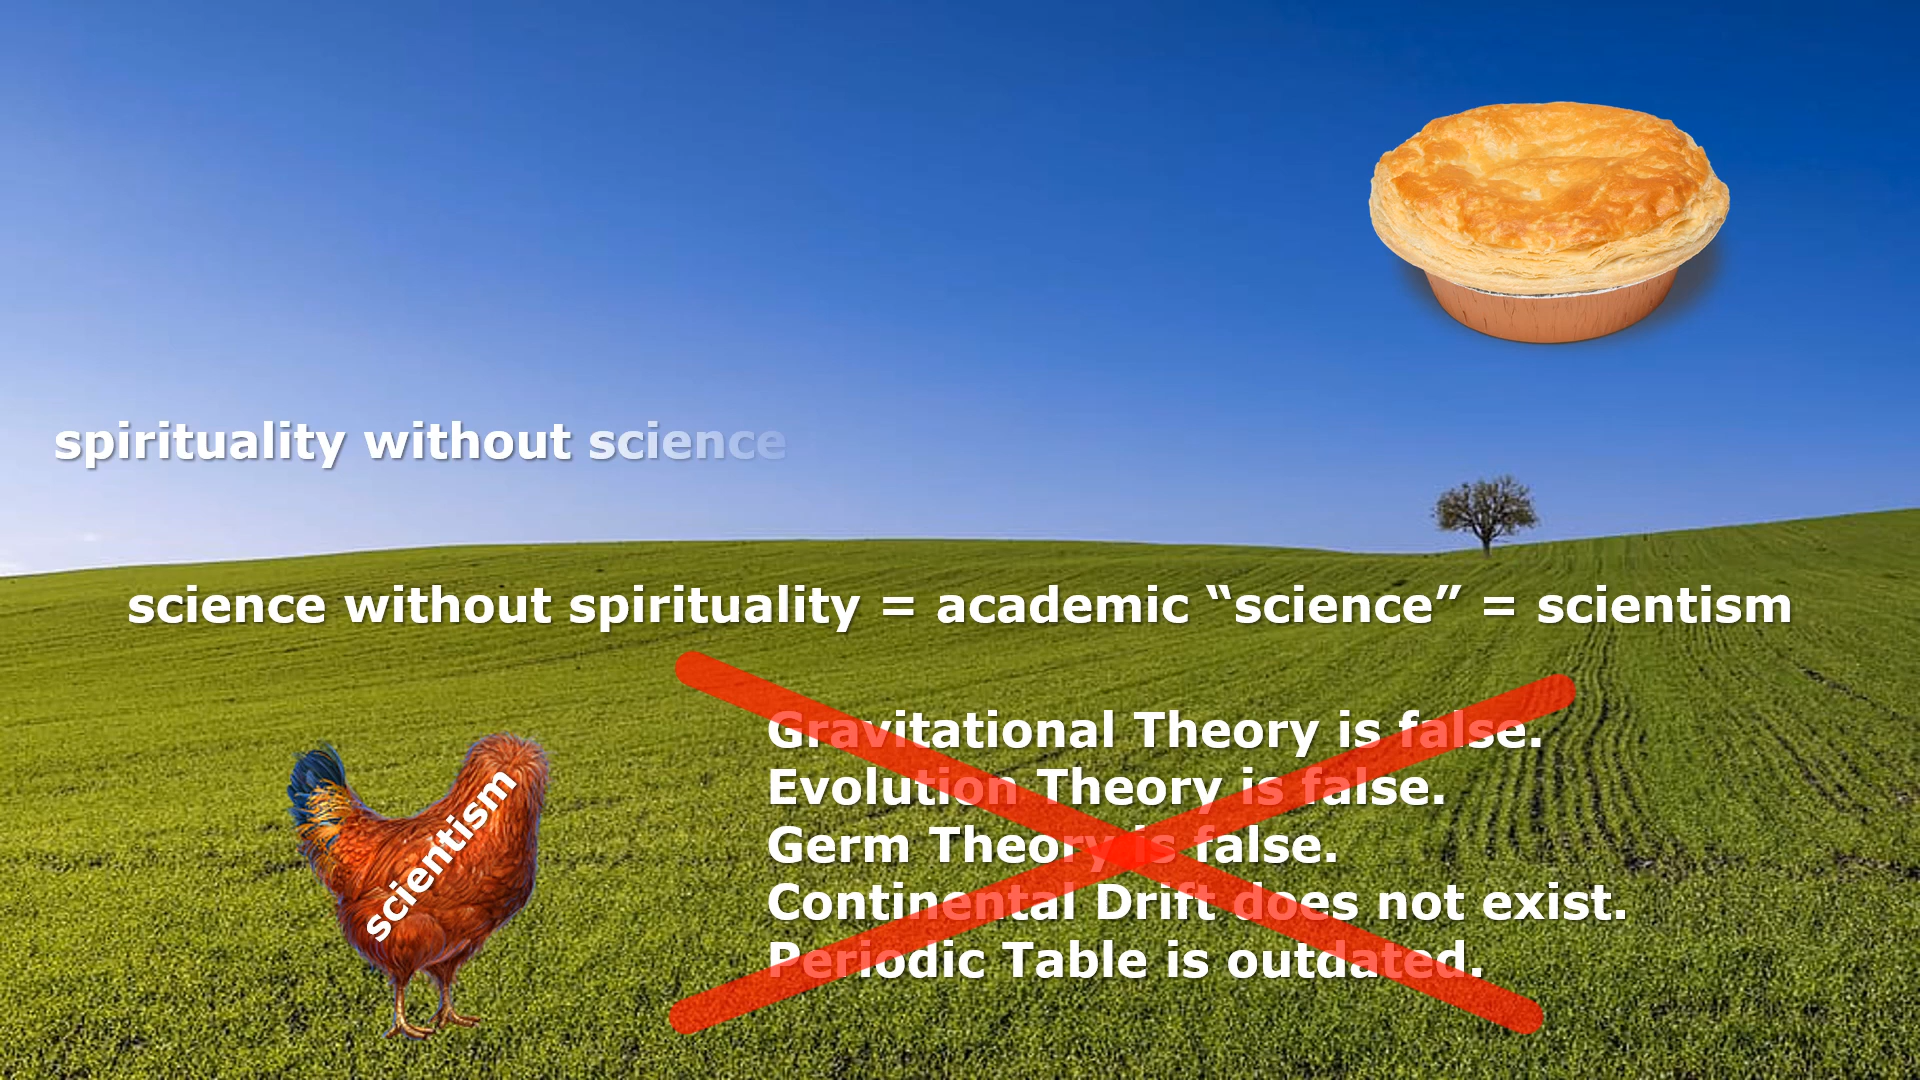 spirituality without science
science without spirituality = academic “science” = scientism
scientism
Gravitational Theory is false.
Evolution Theory is false.
Germ Theory is false.
Continental Drift does not exist.
Periodic Table is outdated.